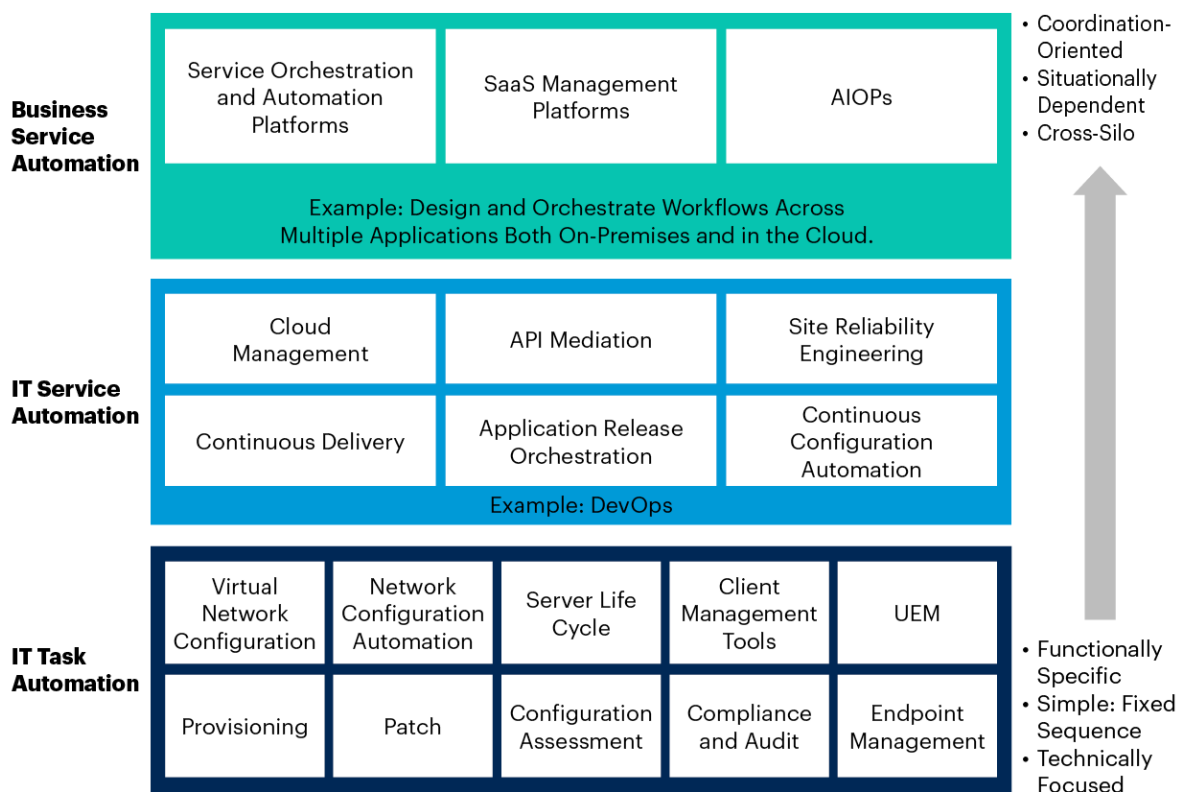 Business
Service
Automation
Service Orchestration
and Automation
Platforms
SaaS Management
Platforms
AIOPs
Example: Design and Orchestrate Workflows Across
Multiple Applications Both On-Premises and in the Cloud.
• Coordination-
Oriented
• Situationally
Dependent
• Cross-Silo
IT Service
Automation
Cloud
Management
API Mediation
Site Reliability
Engineering
Continuous Delivery
Application Release
Orchestration
Continuous
Configuration
Automation
Example: DevOps
IT Task
Automation
Virtual
Network
Configuration
Network
Configuration
Automation
Server Life
Cycle
Client
Management
Tools
UEM
Provisioning
Patch
Configuration
Assessment
Compliance
and Audit
Endpoint
Management
• Functionally
Specific
• Simple: Fixed
Sequence
• Technically
Focused